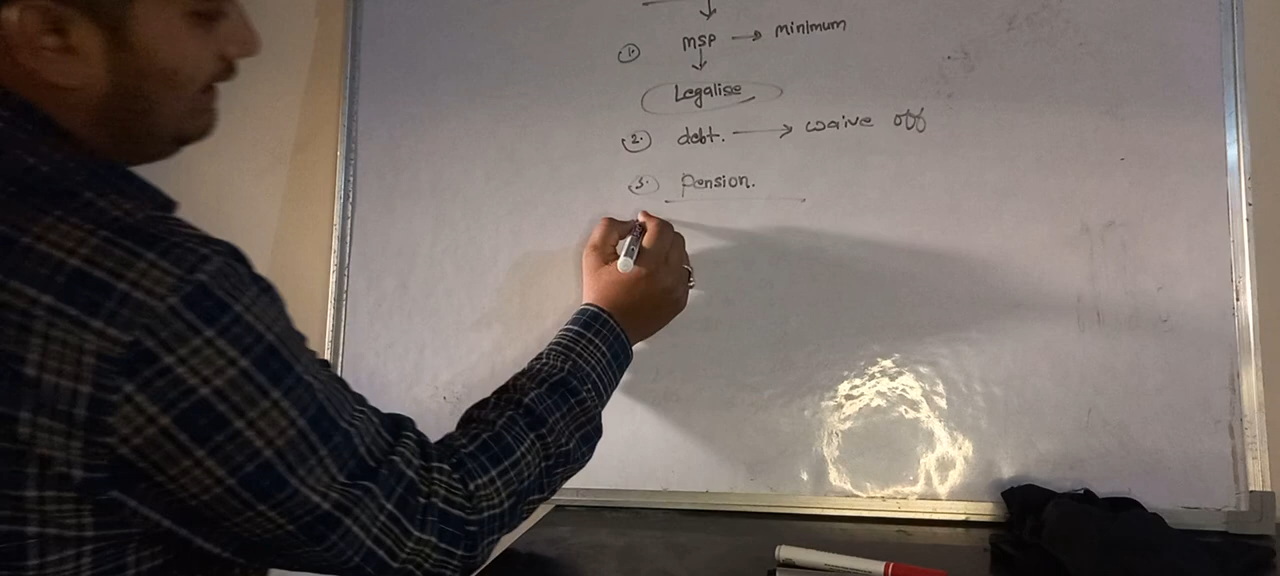 1. MSP → Minimum
Legalise
2. debt. → waive off
3. Pension.